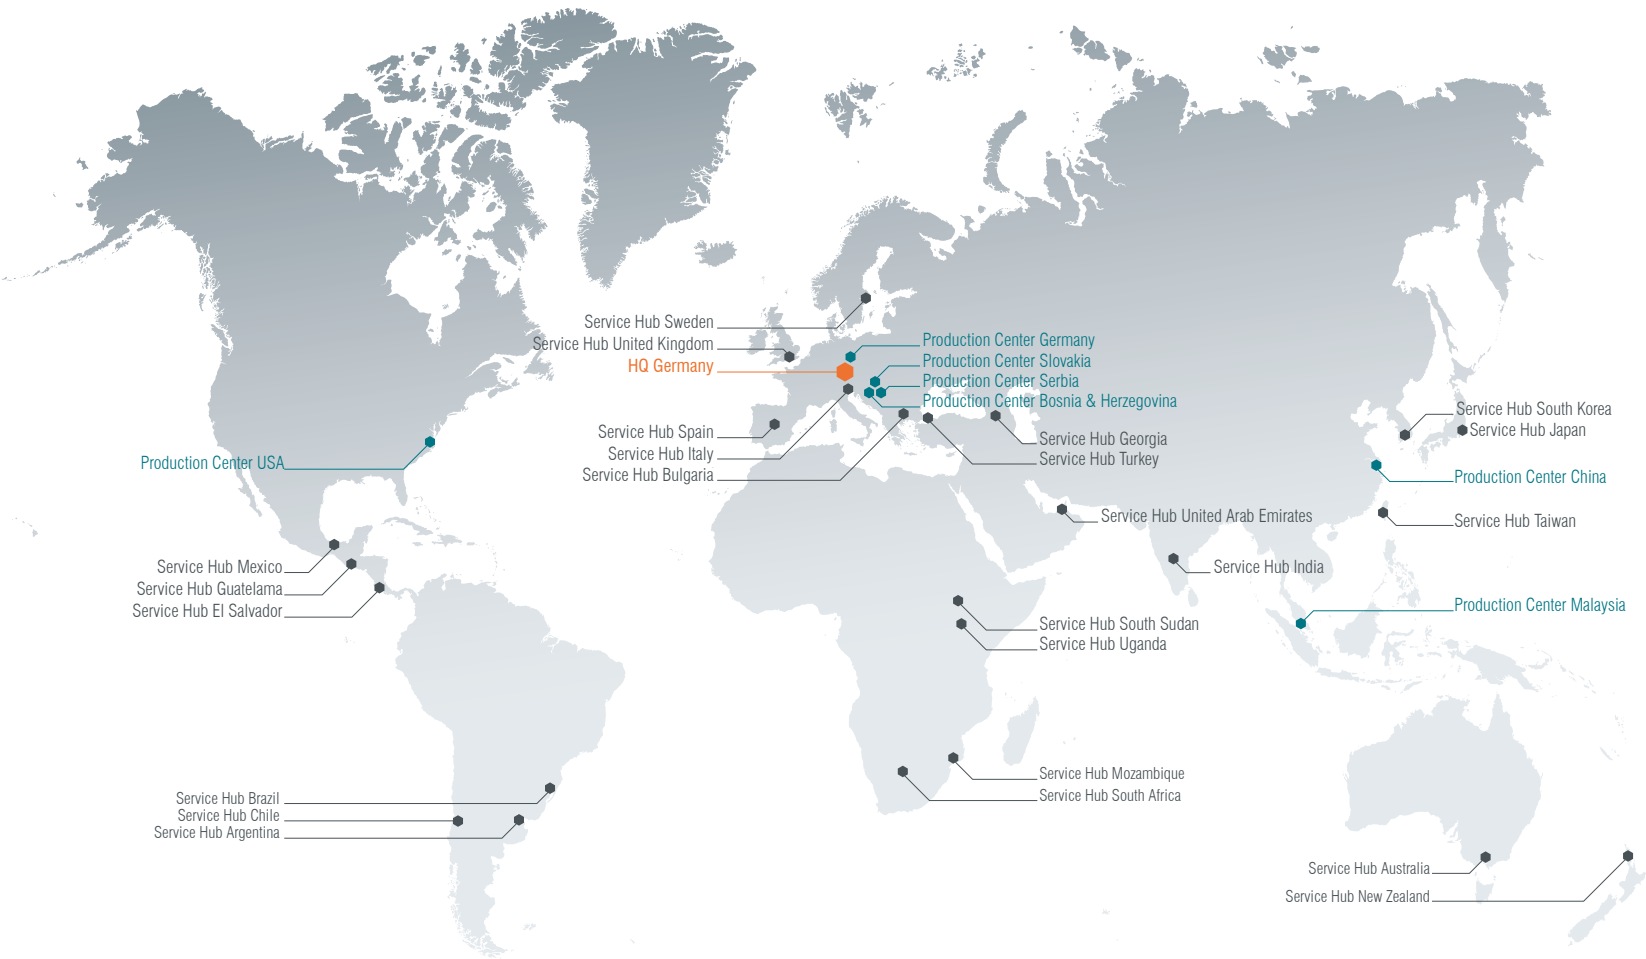 Service Hub Sweden
Service Hub United Kingdom
HQ Germany
Production Center Germany
Production Center Slovakia
Production Center Serbia
Production Center Bosnia & Herzegovina
Service Hub Spain
Service Hub Italy
Service Hub Bulgaria
Service Hub Georgia
Service Hub Turkey
Service Hub South Korea
Service Hub Japan
Production Center USA
Production Center China
Service Hub United Arab Emirates
Service Hub Taiwan
Service Hub Mexico
Service Hub Guatelama
Service Hub El Salvador
Service Hub India
Production Center Malaysia
Service Hub South Sudan
Service Hub Uganda
Service Hub Mozambique
Service Hub South Africa
Service Hub Brazil
Service Hub Chile
Service Hub Argentina
Service Hub Australia
Service Hub New Zealand